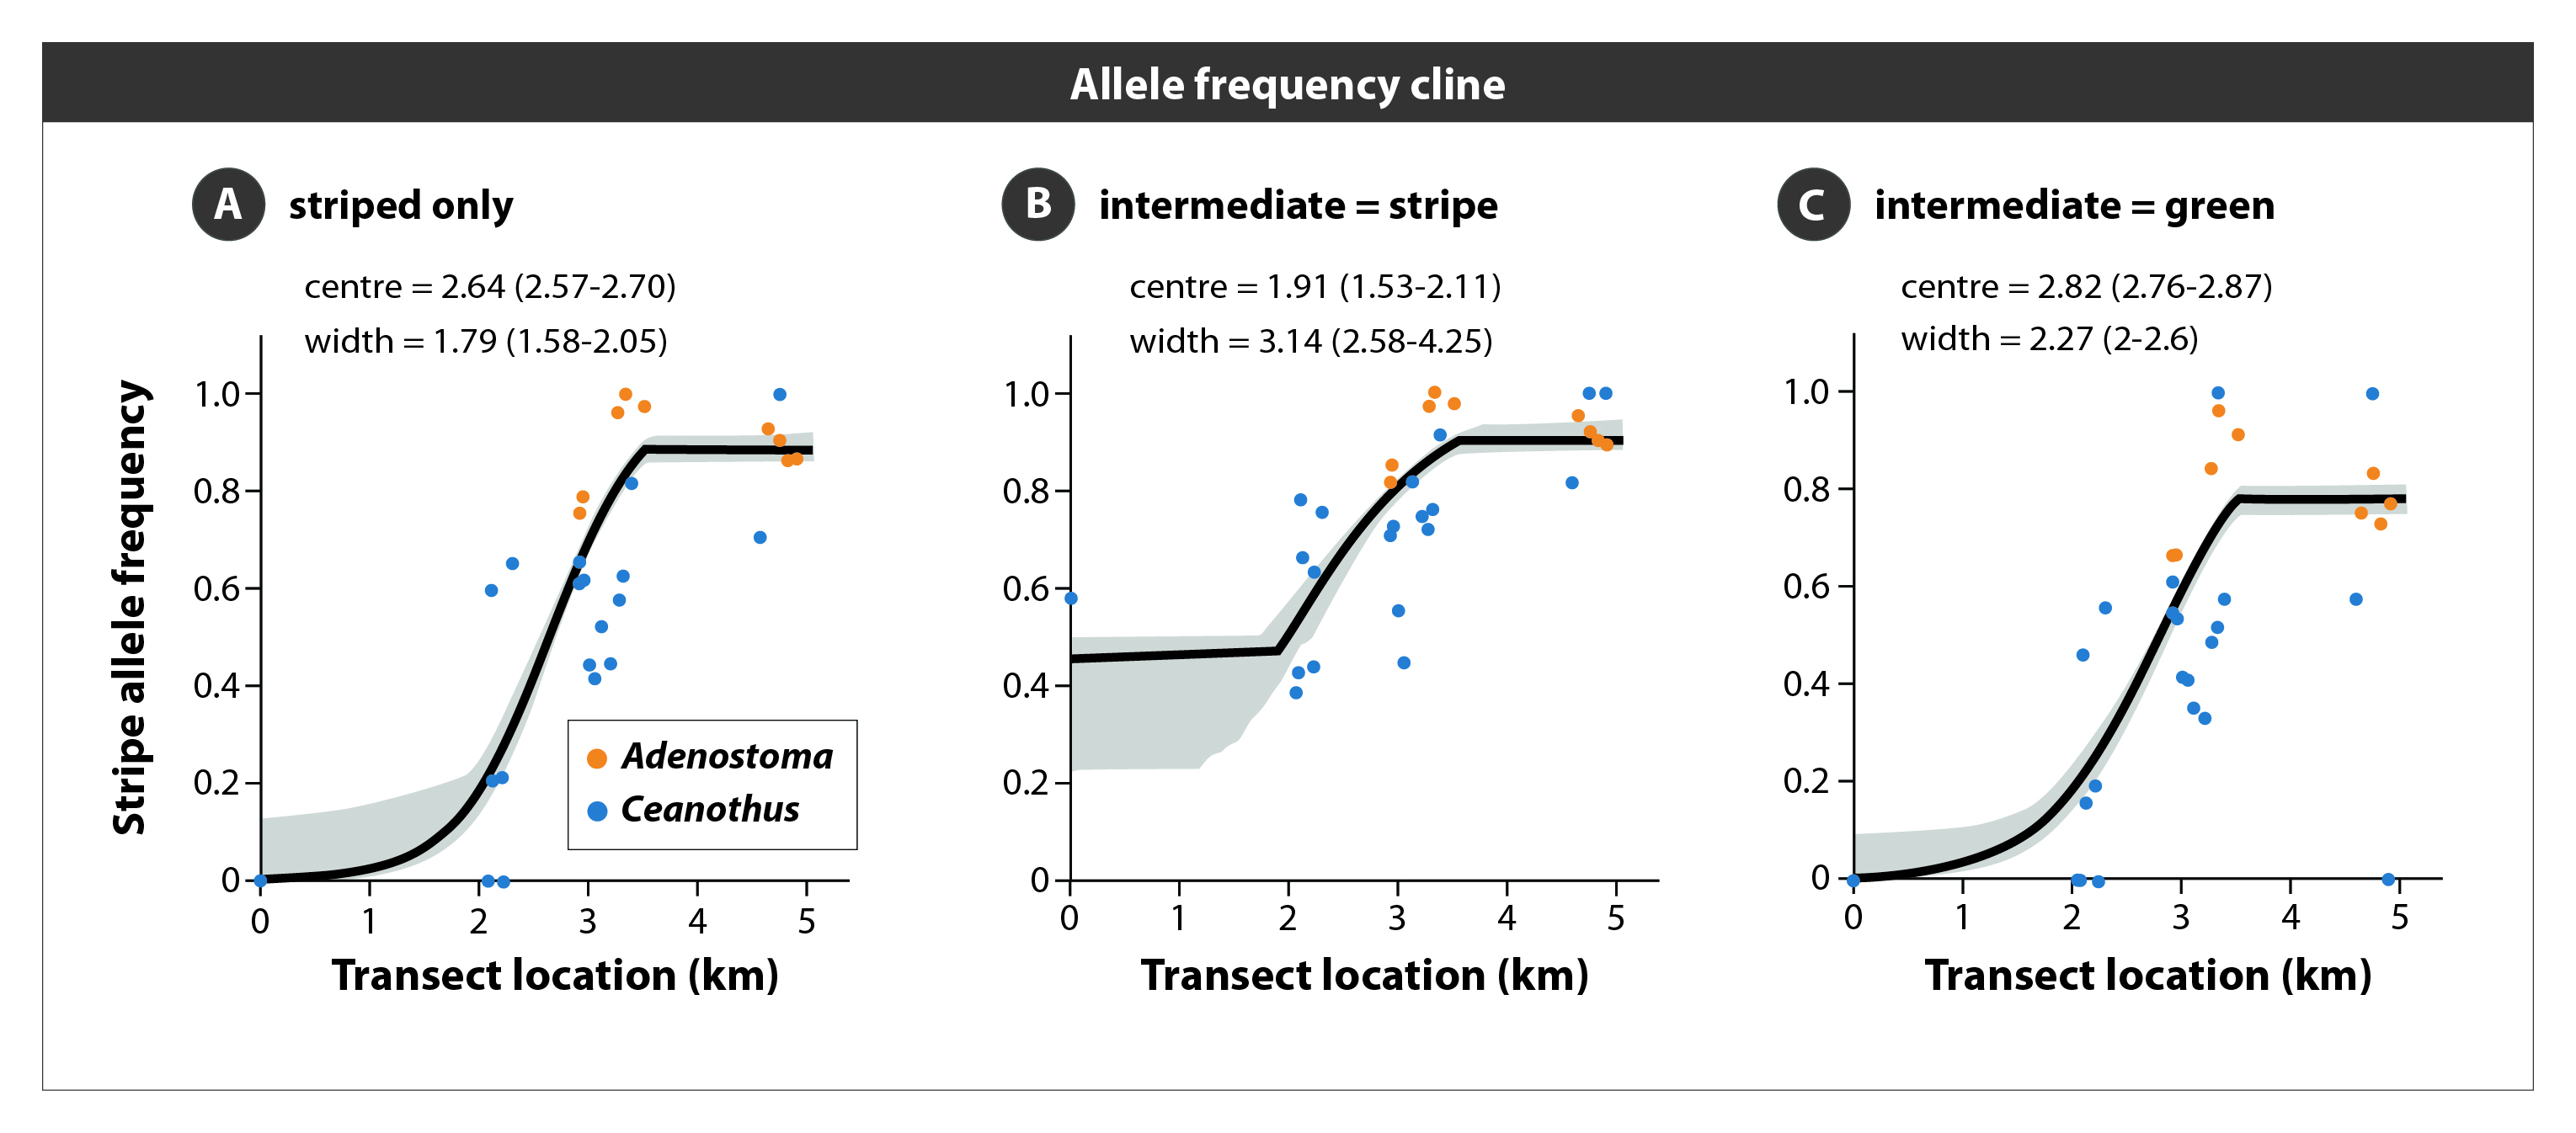 Allele frequency cline
A striped only
centre = 2.64 (2.57-2.70)
width = 1.79 (1.58-2.05)
Stripe allele frequency
1.0
0.8
0.6
0.4
0.2
0
0 1 2 3 4 5
Transect location (km)
Adenostoma
Ceanothus
B intermediate = stripe
centre = 1.91 (1.53-2.11)
width = 3.14 (2.58-4.25)
1.0
0.8
0.6
0.4
0.2
0
0 1 2 3 4 5
Transect location (km)
C intermediate = green
centre = 2.82 (2.76-2.87)
width = 2.27 (2-2.6)
1.0
0.8
0.6
0.4
0.2
0
0 1 2 3 4 5
Transect location (km)